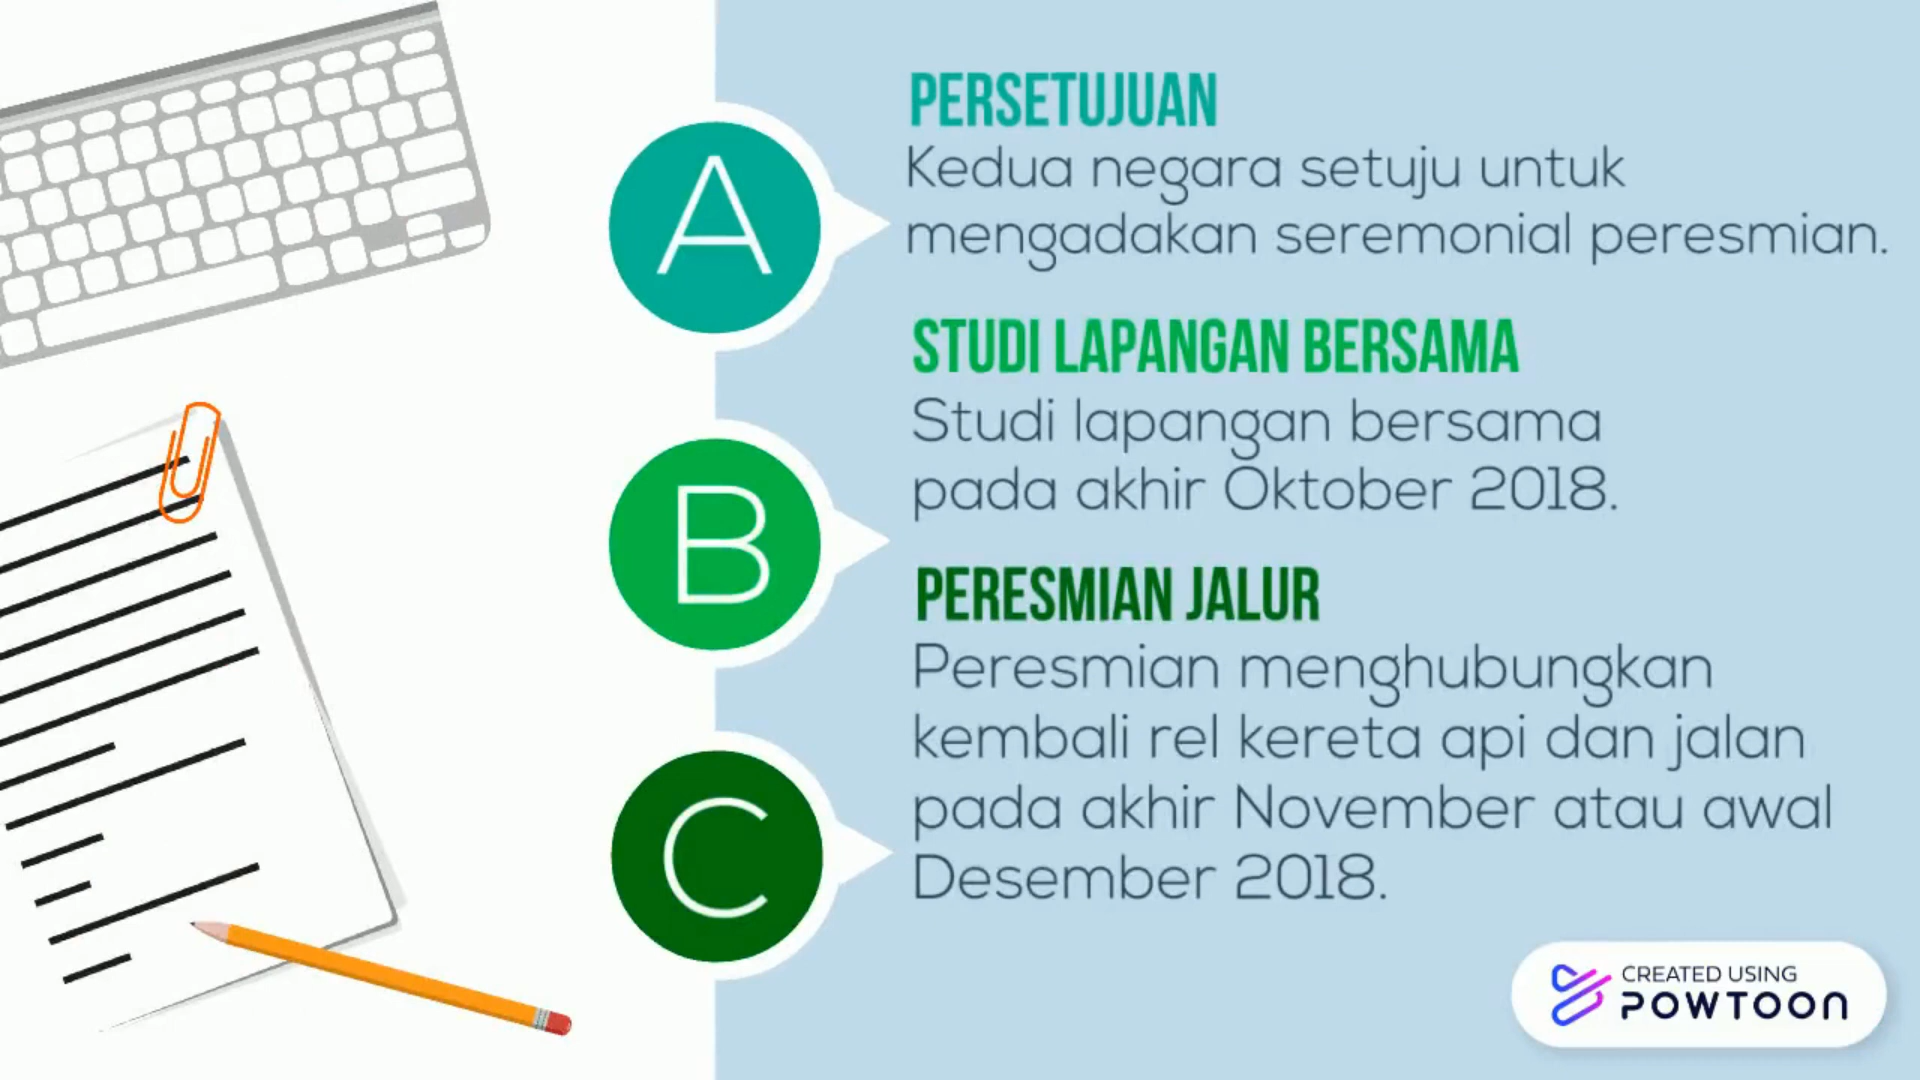 A
PERSETUJUAN
Kedua negara setuju untuk
mengadakan seremonial peresmian.
B
STUDI LAPANGAN BERSAMA
Studi lapangan bersama
pada akhir Oktober 2018.
C
PERESMIAN JALUR
Peresmian menghubungkan
kembali rel kereta api dan jalan
pada akhir November atau awal
Desember 2018.
CREATED USING
POWTOON